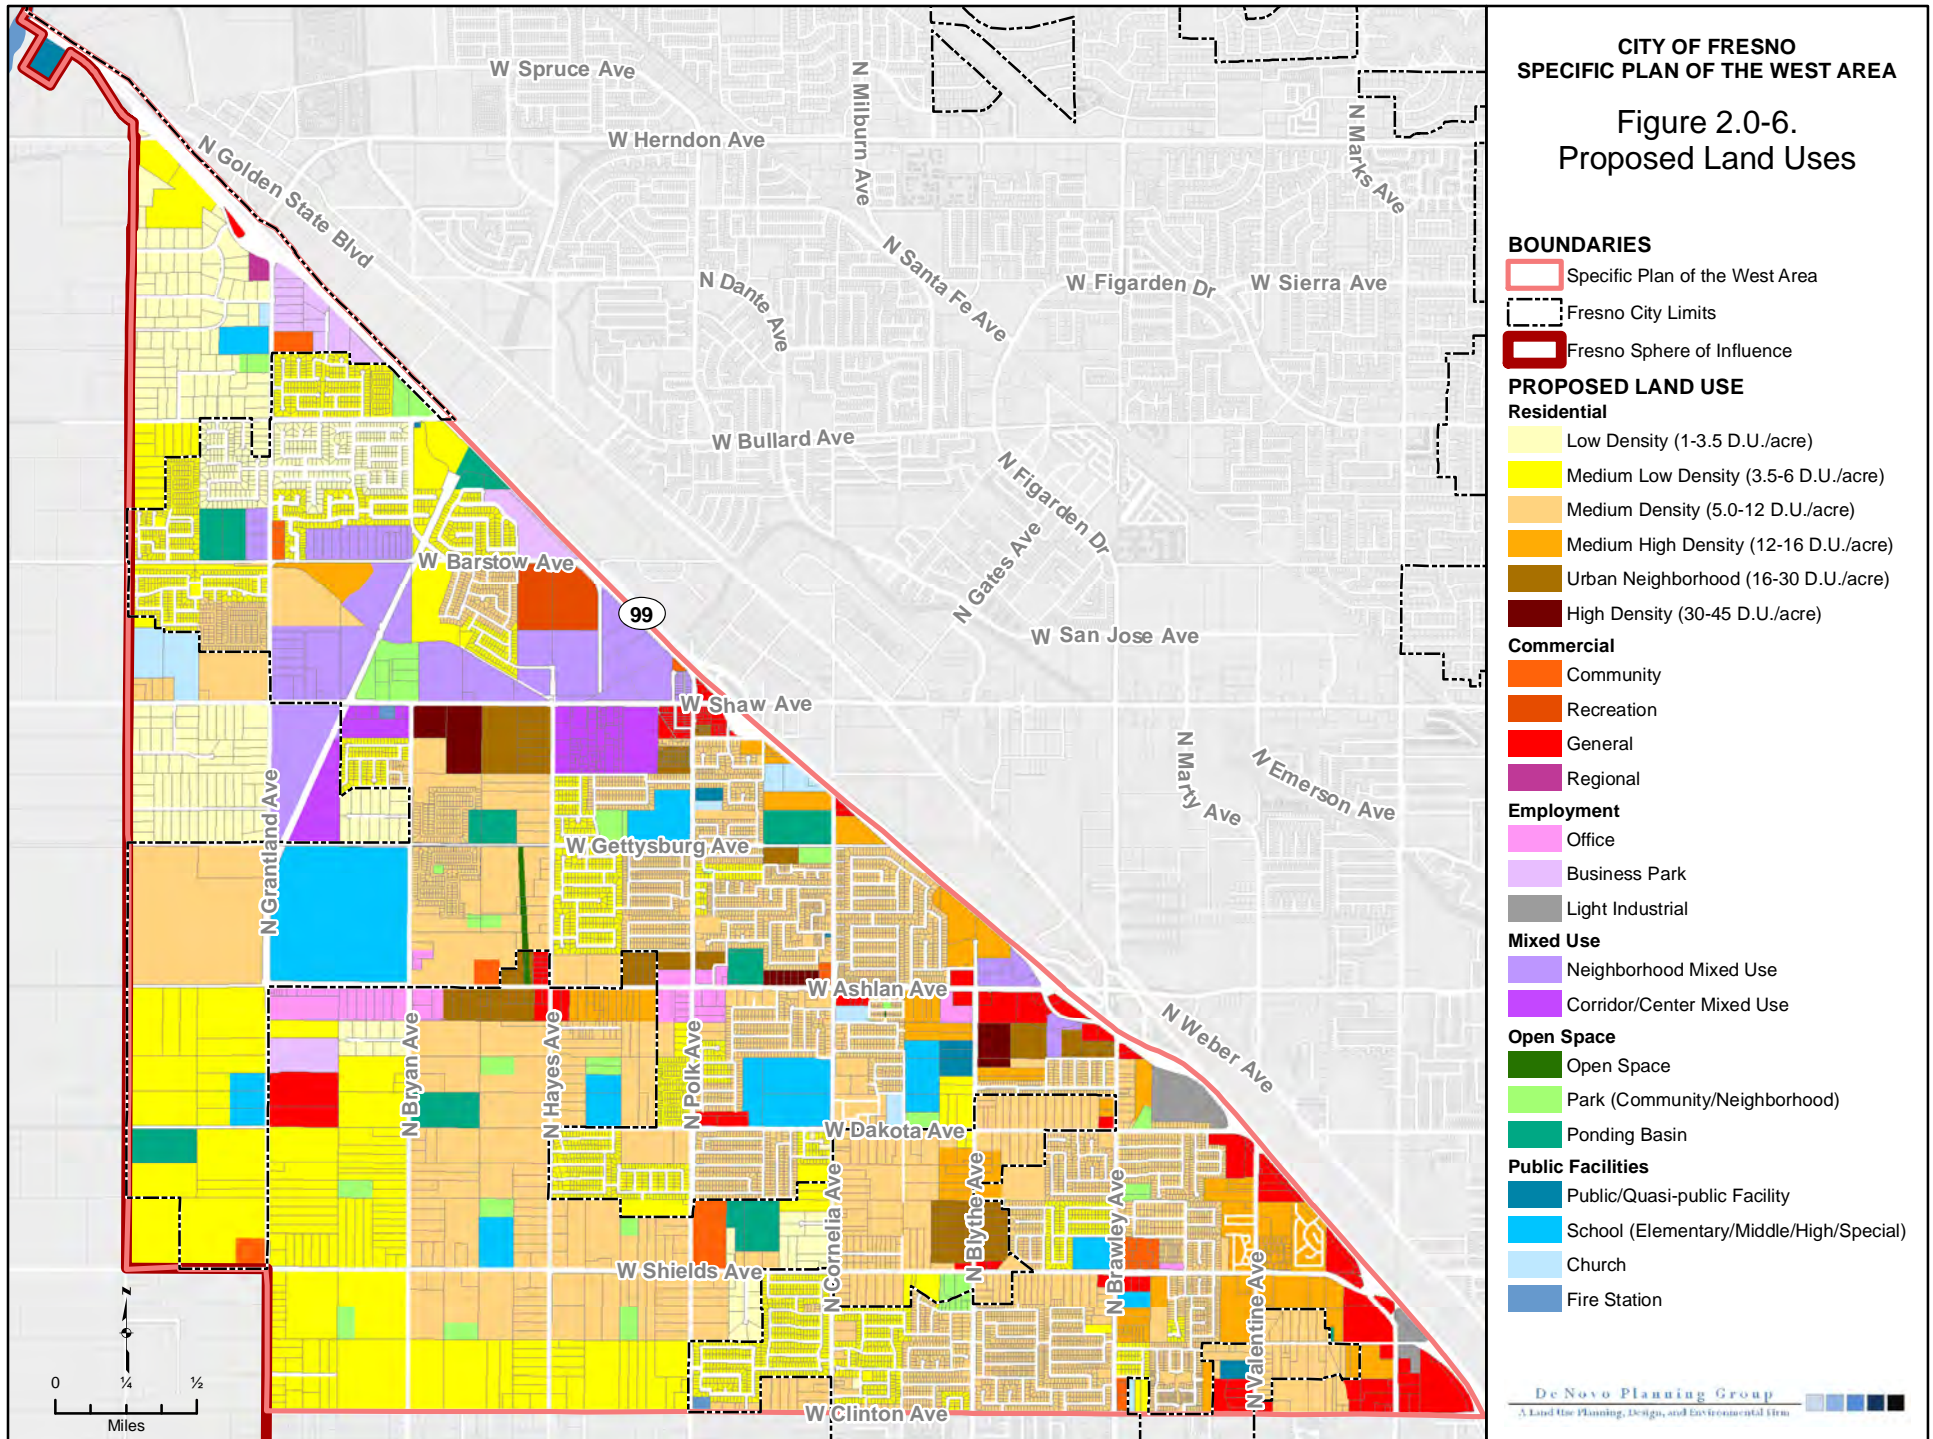 CITY OF FRESNO
SPECIFIC PLAN OF THE WEST AREA
Figure 2.0-6.
Proposed Land Uses
BOUNDARIES
Specific Plan of the West Area
Fresno City Limits
Fresno Sphere of Influence
PROPOSED LAND USE
Residential
Low Density (1-3.5 D.U./acre)
Medium Low Density (3.5-6 D.U./acre)
Medium Density (5.0-12 D.U./acre)
Medium High Density (12-16 D.U./acre)
Urban Neighborhood (16-30 D.U./acre)
High Density (30-45 D.U./acre)
Commercial
Community
Recreation
General
Regional
Employment
Office
Business Park
Light Industrial
Mixed Use
Neighborhood Mixed Use
Corridor/Center Mixed Use
Open Space
Open Space
Park (Community/Neighborhood)
Ponding Basin
Public Facilities
Public/Quasi-public Facility
School (Elementary/Middle/High/Special)
Church
Fire Station
De Novo Planning Group
A Land Use Planning, Design, and Environmental Firm
W Spruce Ave
N Milburn Ave
W Herndon Ave
N Marks Ave
N Golden State Blvd
N Santa Fe Ave
N Dante Ave
W Figarden Dr
W Sierra Ave
W Bullard Ave
N Figarden Dr
N Gates Ave
W Barstow Ave
99
W San Jose Ave
W Shaw Ave
N Marty Ave
N Emerson Ave
N Grantland Ave
W Gettysburg Ave
W Ashlan Ave
N Weber Ave
N Bryan Ave
N Hayes Ave
N Polk Ave
W Dakota Ave
N Cornelia Ave
N Blythe Ave
N Brawley Ave
W Shields Ave
N Valentine Ave
W Clinton Ave
N
0 ¼ ½
Miles